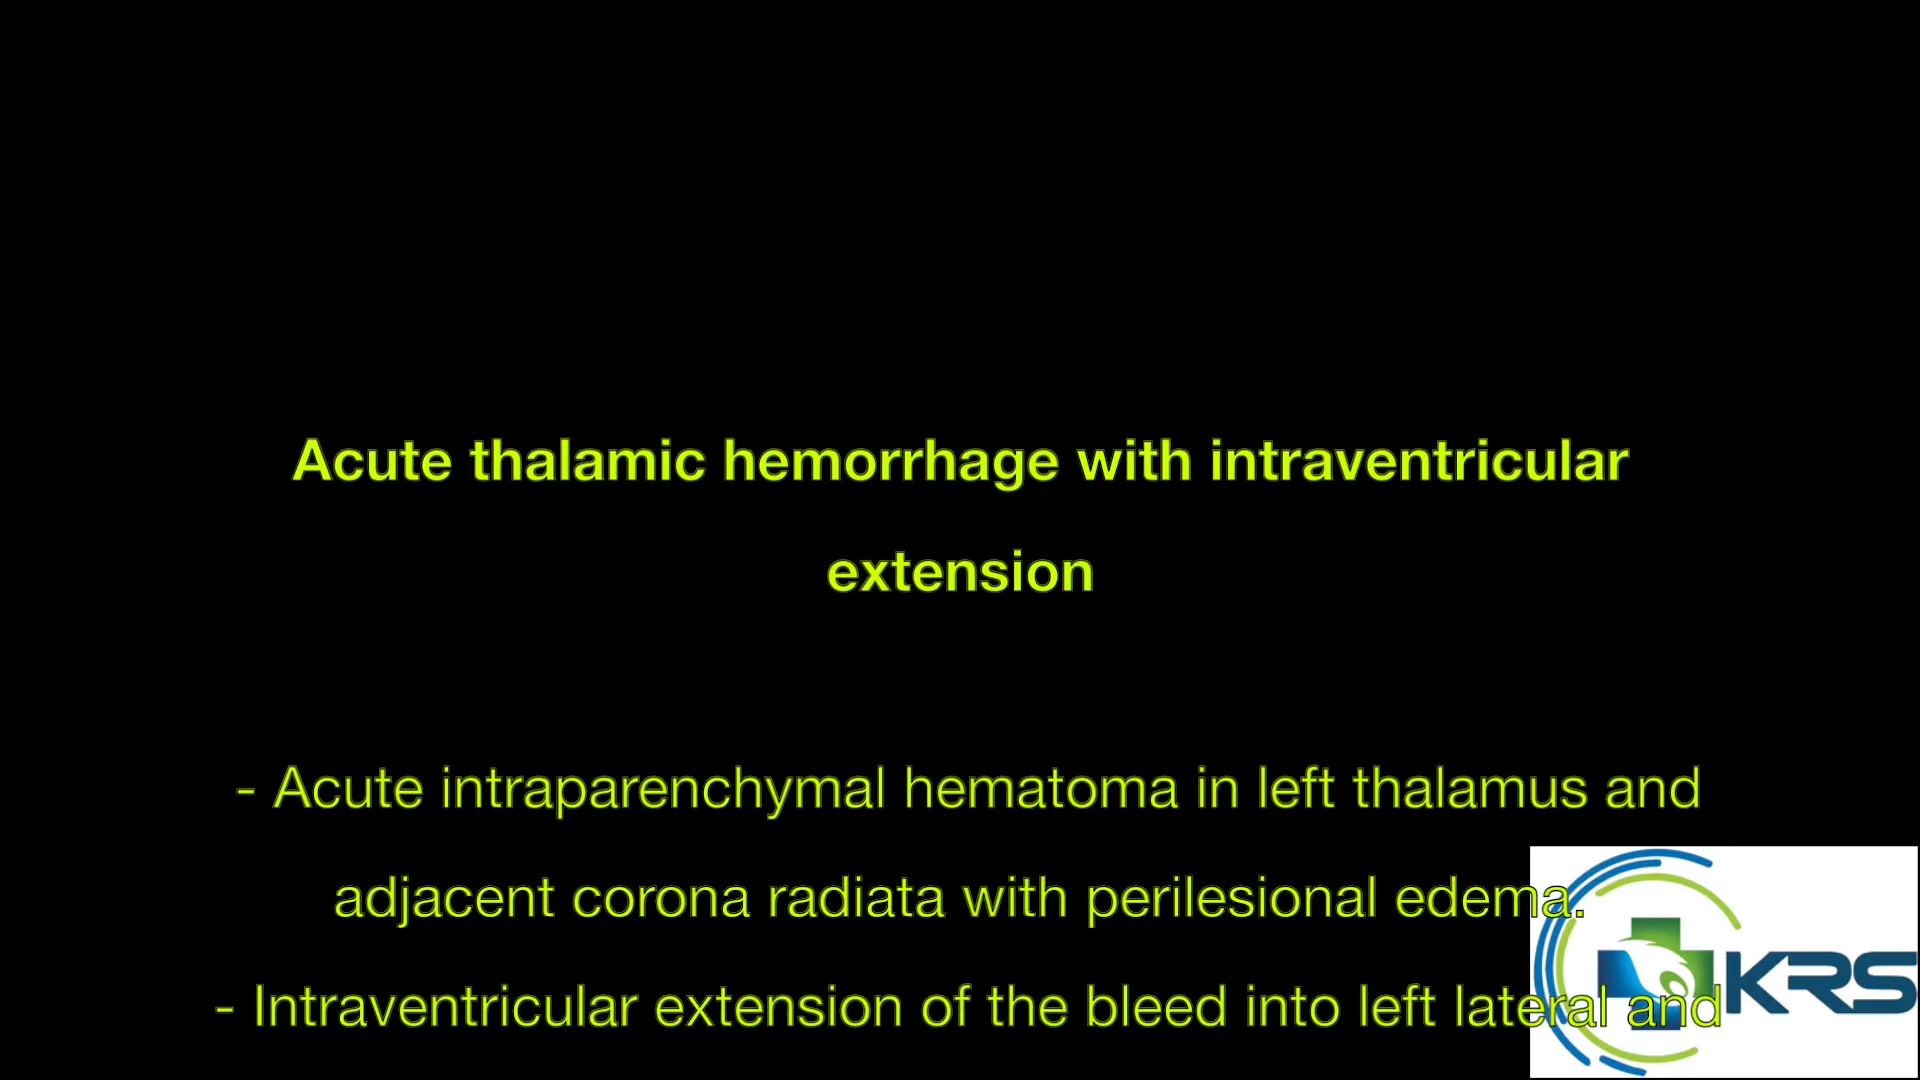 Acute thalamic hemorrhage with intraventricular
extension
- Acute intraparenchymal hematoma in left thalamus and
adjacent corona radiata with perilesional edema.
- Intraventricular extension of the bleed into left lateral and
KRS